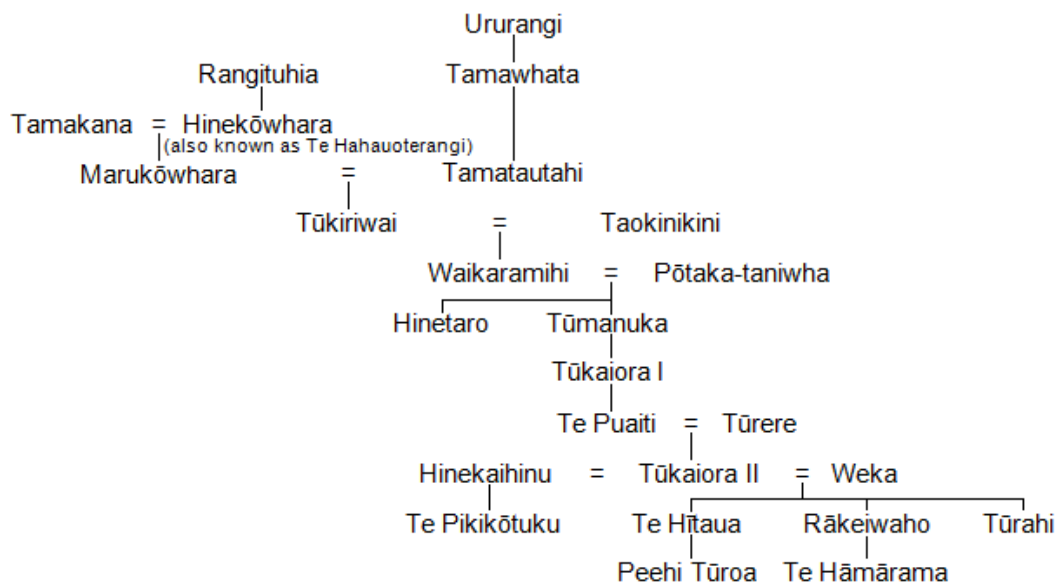 Ururangi
Rangituhia Tamawhata
Tamakana = Hinekōwhara
(also known as Te Hahauoterangi)
Marukōwhara = Tamatautahi
Tūkiriwai = Taokinikini
Waikaramihi = Pōtaka-taniwha
Hinetaro Tūmanuka
Tūkaiora I
Te Puaiti = Tūrere
Hinekaihinu = Tūkaiora II = Weka
Te Pikikōtuku Te Hītaua Rākeiwaho Tūrahi
Peehi Tūroa Te Hāmārama